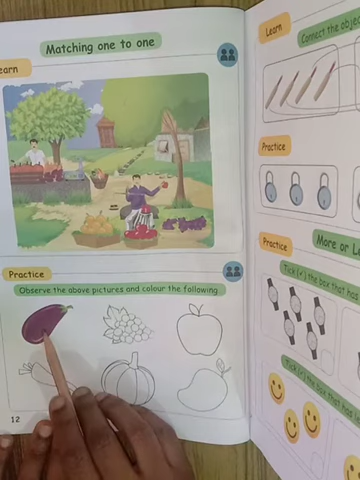 Matching one to one
earn
Practice
Observe the above pictures and colour the following
12
Learn
Connect the obje
Practice
Practice
More or Le
Tick (✓) the box that has
Tick (✓) the box that has